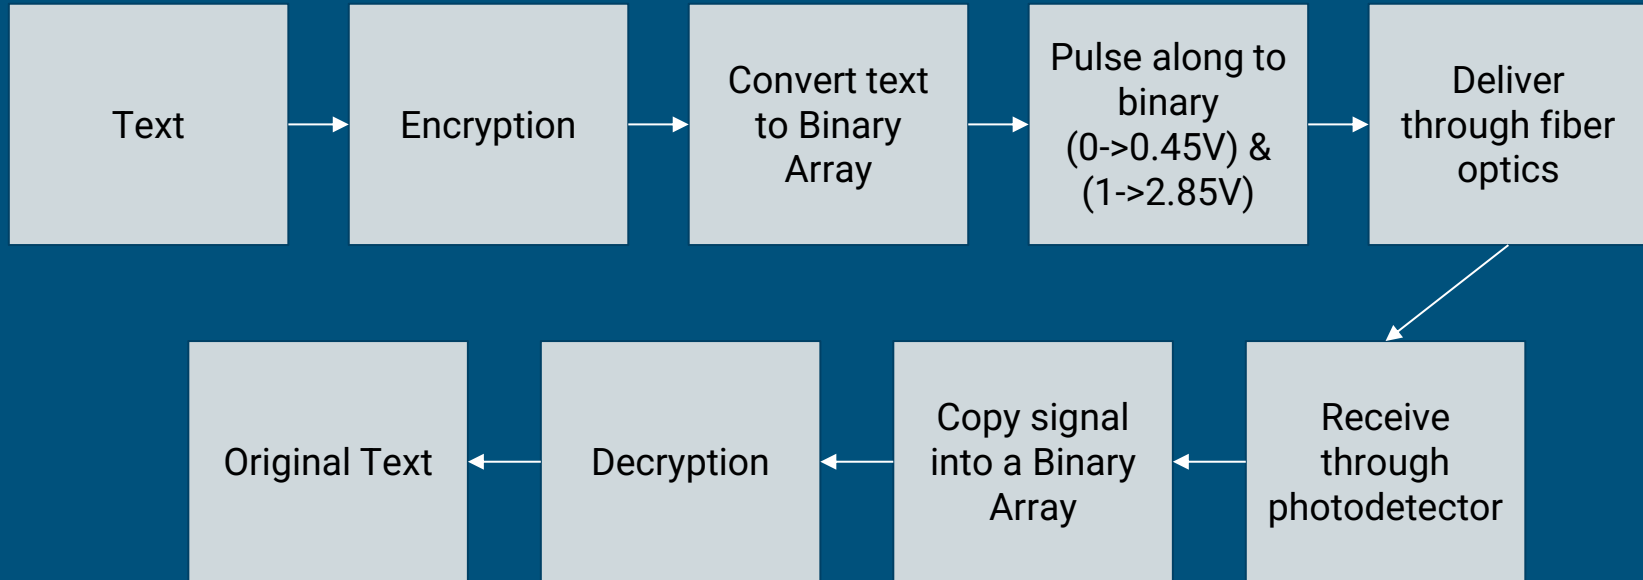 Text
Encryption
Convert text
to Binary
Array
Pulse along to
binary
(0->0.45V) &
(1->2.85V)
Deliver
through fiber
optics
Original Text
Decryption
Copy signal
into a Binary
Array
Receive
through
photodetector